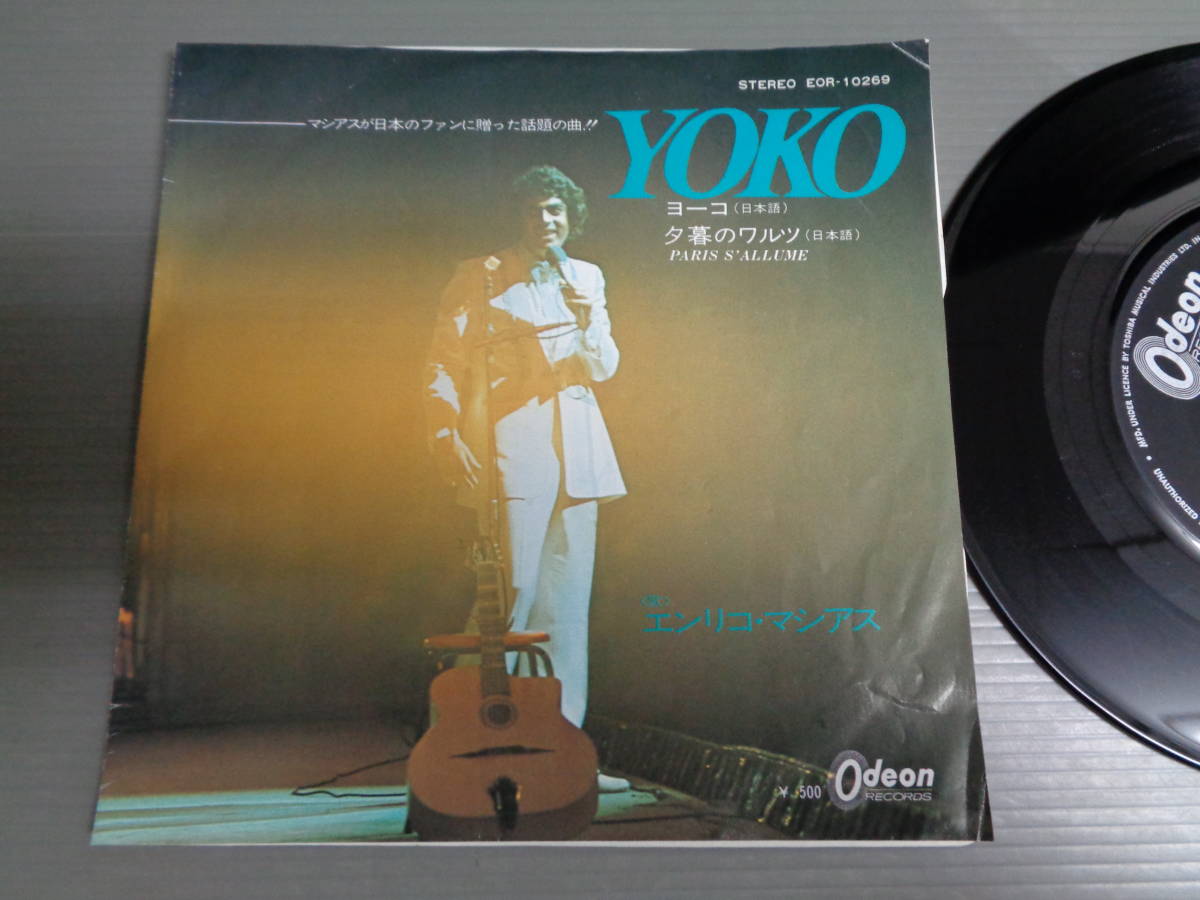 STEREO EOR-10269
マシアスが日本のファンに贈った話題の曲.!!
YOKO
ヨーコ(日本語)
夕暮のワルツ(日本語)
PARIS S'ALLUME
〈歌〉
エンリコ・マシアス
¥.500
Odeon
RECORDS
MFD. UNDER LICENCE BY TOSHIBA MUSICAL INDUSTRIES LTD. IN
Odeon
UNAUTHORIZED